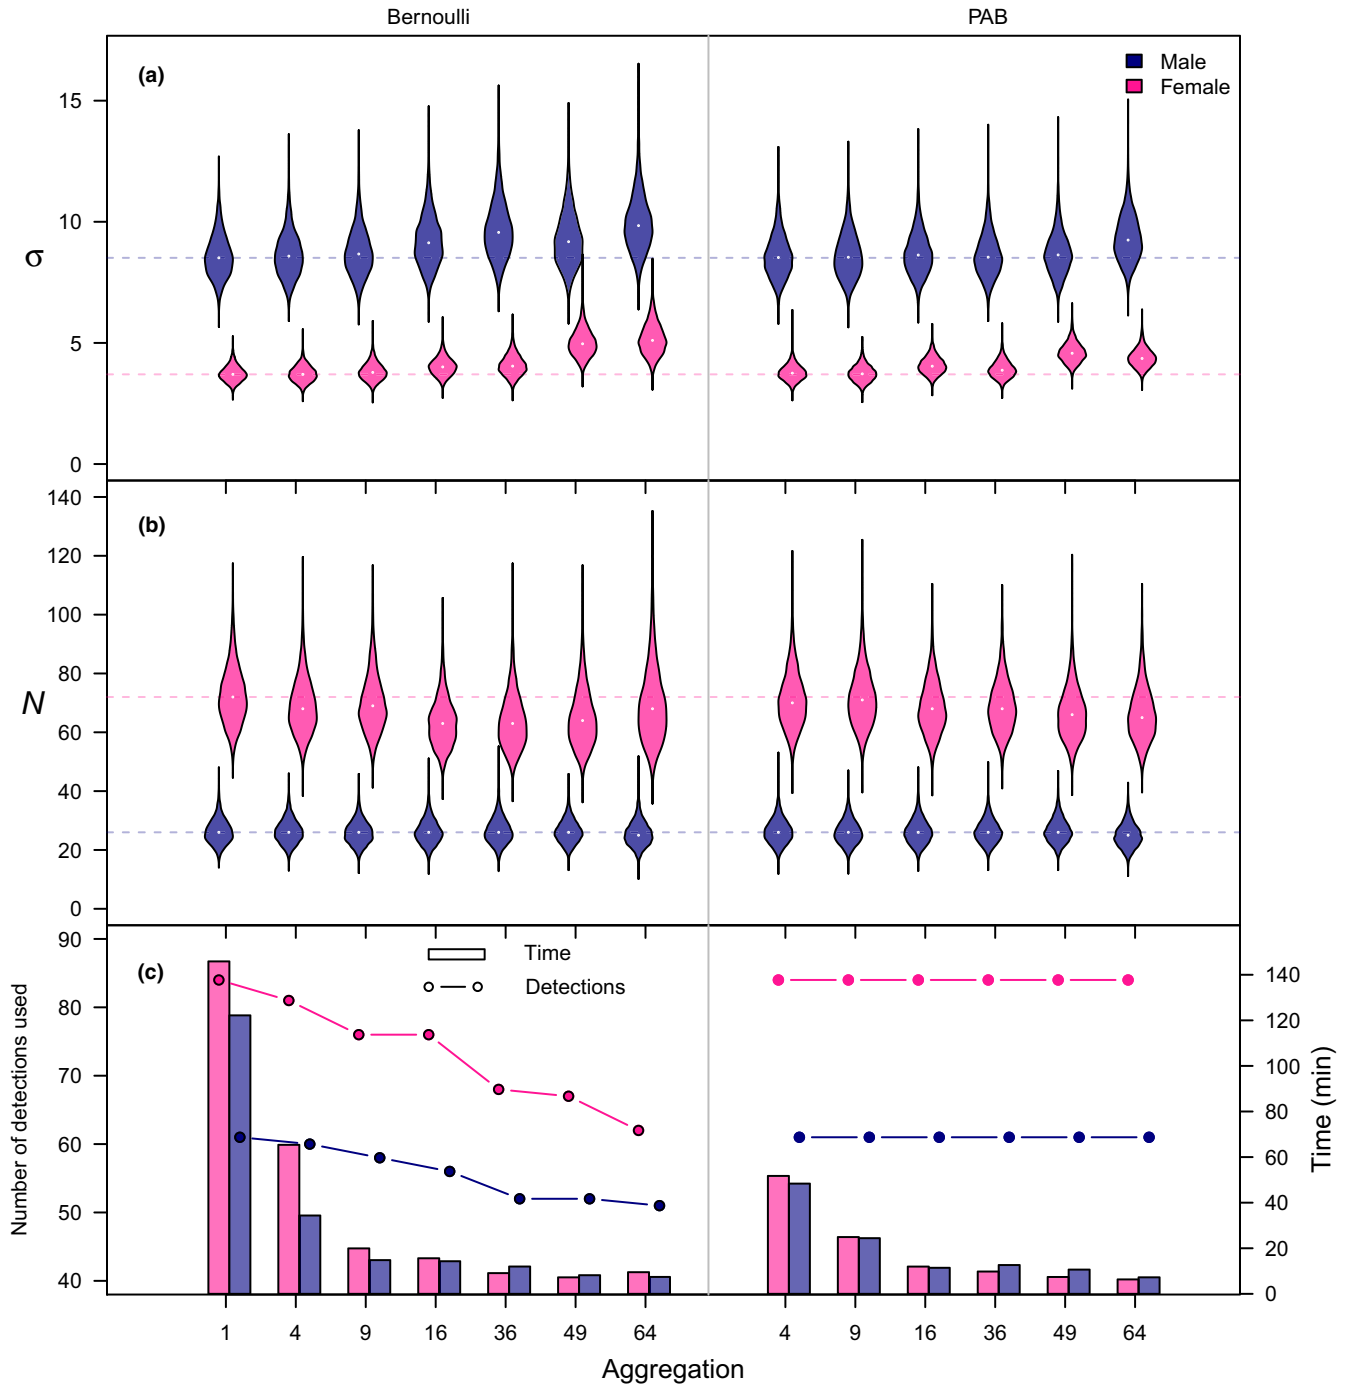 Bernoulli PAB
(a)
Male
Female
15
10
5
0
σ
(b)
140
120
100
80
60
40
20
0
N
(c)
Time
Detections
90
80
70
60
50
40
Number of detections used
140
120
100
80
60
40
20
0
Time (min)
1 4 9 16 36 49 64 4 9 16 36 49 64
Aggregation